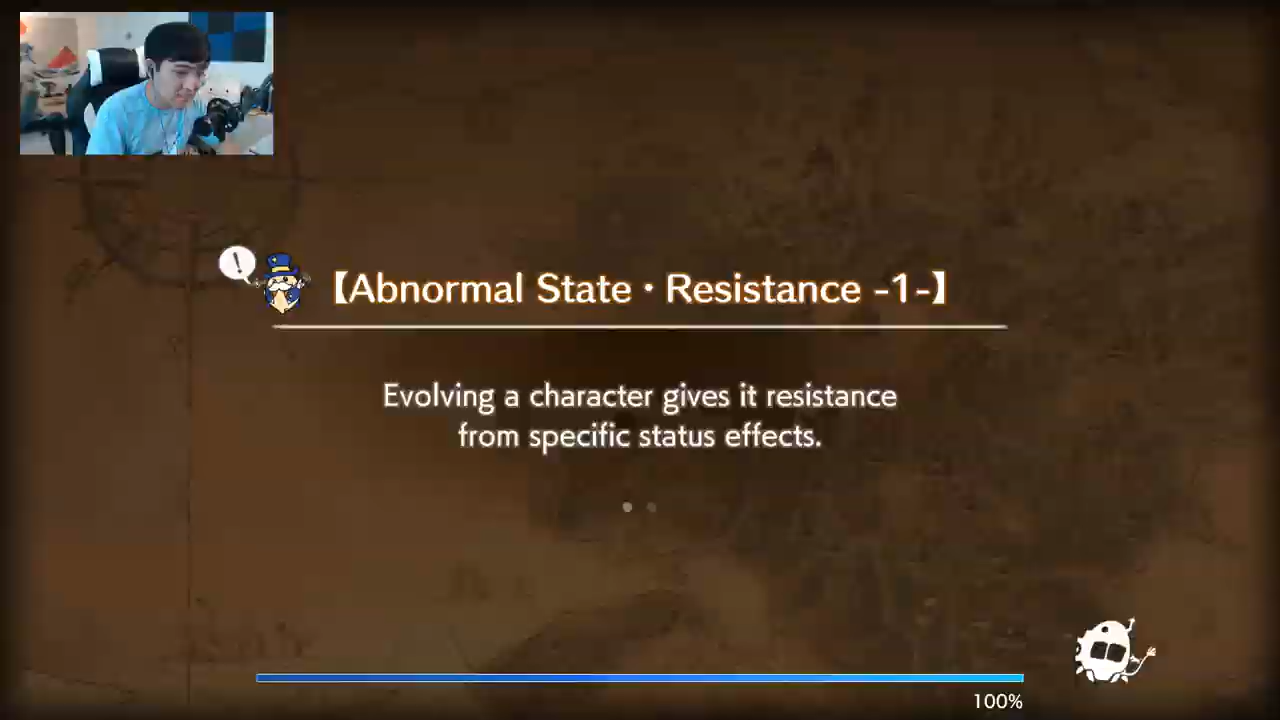 !
【Abnormal State・Resistance -1-】
Evolving a character gives it resistance
from specific status effects.
100%